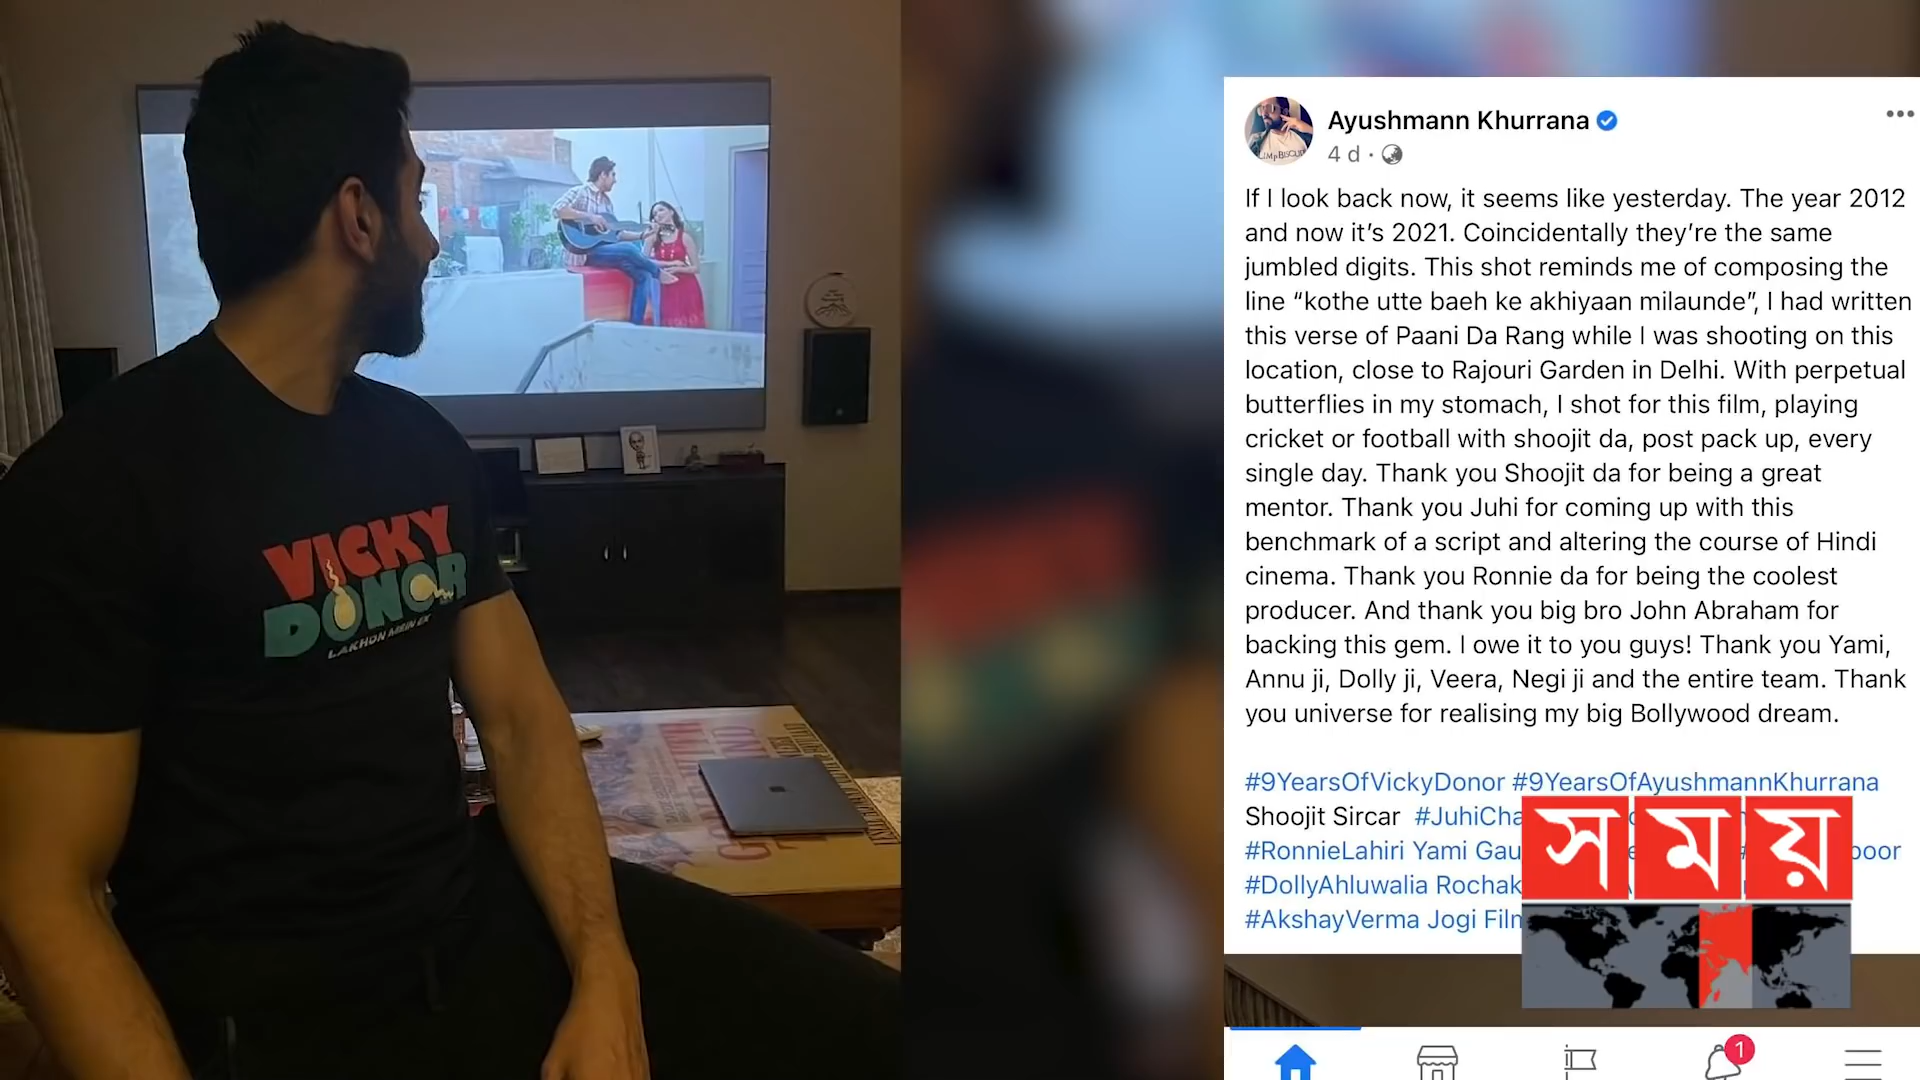 VICKY
DONOR
Ayushmann Khurrana
4 d
If I look back now, it seems like yesterday. The year 2012
and now it’s 2021. Coincidentally they’re the same
jumbled digits. This shot reminds me of composing the
line “kothe utte baeh ke akhiyaan milaunde”, I had written
this verse of Paani Da Rang while I was shooting on this
location, close to Rajouri Garden in Delhi. With perpetual
butterflies in my stomach, I shot for this film, playing
cricket or football with shoojit da, post pack up, every
single day. Thank you Shoojit da for being a great
mentor. Thank you Juhi for coming up with this
benchmark of a script and altering the course of Hindi
cinema. Thank you Ronnie da for being the coolest
producer. And thank you big bro John Abraham for
backing this gem. I owe it to you guys! Thank you Yami,
Annu ji, Dolly ji, Veera, Negi ji and the entire team. Thank
you universe for realising my big Bollywood dream.
#9YearsOfVickyDonor #9YearsOfAyushmannKhurrana
Shoojit Sircar #JuhiCha
#RonnieLahiri Yami Gau
#DollyAhluwalia Rochak
#AkshayVerma Jogi Film
সময়
1